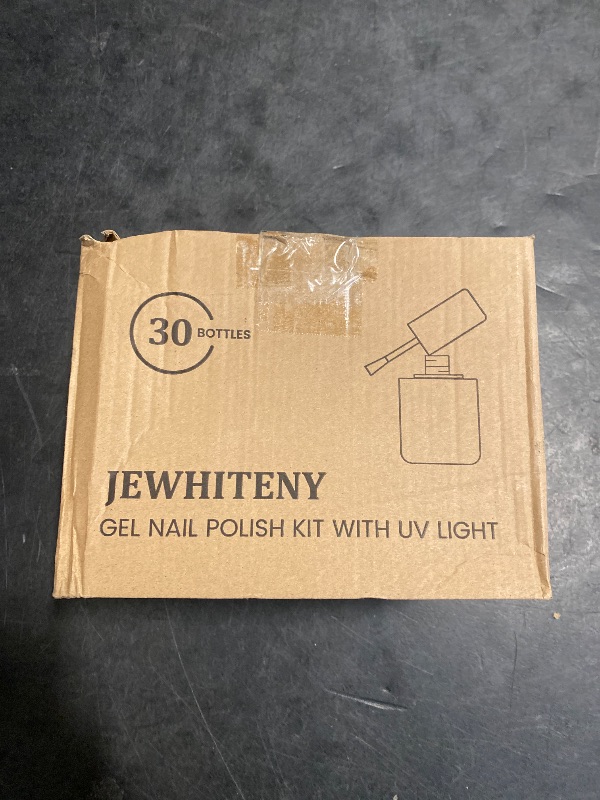 30 BOTTLES
JEWHITENY
GEL NAIL POLISH KIT WITH UV LIGHT